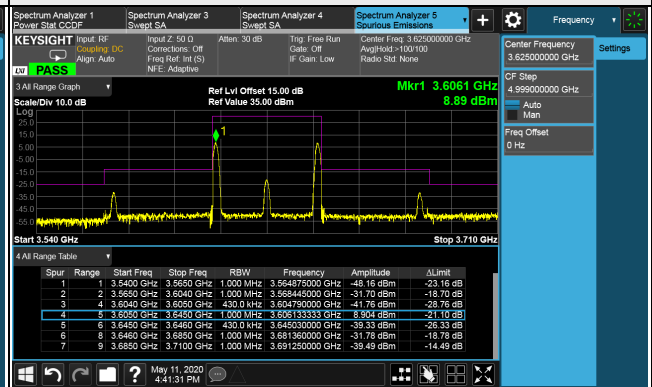 Spectrum Analyzer 1
Power Stat CCDF
Spectrum Analyzer 3
Swept SA
Spectrum Analyzer 4
Swept SA
Spectrum Analyzer 5
Spurious Emissions
Frequency
KEYSIGHT
Input: RF
Coupling: DC
Align: Auto
Input Z: 50 Ω
Corrections: Off
Freq Ref: Int (S)
NFE: Adaptive
Atten: 30 dB
Trig: Free Run
Gate: Off
IF Gain: Low
Center Freq: 3.625000000 GHz
Avg|Hold:>100/100
Radio Std: None
LXI PASS
Center Frequency
3.625000000 GHz
Settings
CF Step
4.999000000 GHz
Auto
Man
Freq Offset
0 Hz
3 All Range Graph
Scale/Div 10.0 dB
Ref Lvl Offset 15.00 dB
Ref Value 35.00 dBm
Mkr1 3.6061 GHz
8.89 dBm
Log
25.0
15.0
5.00
-5.00
-15.0
-25.0
-35.0
-45.0
-55.0
1
Start 3.540 GHz
Stop 3.710 GHz
4 All Range Table
Spur Range Start Freq Stop Freq RBW Frequency Amplitude ΔLimit
1 1 3.5400 GHz 3.5650 GHz 1.000 MHz 3.564875000 GHz -48.16 dBm -23.16 dB
2 2 3.5650 GHz 3.6040 GHz 1.000 MHz 3.568445000 GHz -31.70 dBm -18.70 dB
3 4 3.6040 GHz 3.6050 GHz 430.0 kHz 3.604790000 GHz -41.76 dBm -28.76 dB
4 5 3.6050 GHz 3.6450 GHz 1.000 MHz 3.606133333 GHz 8.904 dBm -21.10 dB
5 6 3.6450 GHz 3.6460 GHz 430.0 kHz 3.645030000 GHz -39.33 dBm -26.33 dB
6 8 3.6460 GHz 3.6850 GHz 1.000 MHz 3.681360000 GHz -31.78 dBm -18.78 dB
7 9 3.6850 GHz 3.7100 GHz 1.000 MHz 3.691250000 GHz -39.49 dBm -14.49 dB
May 11, 2020
4:41:31 PM